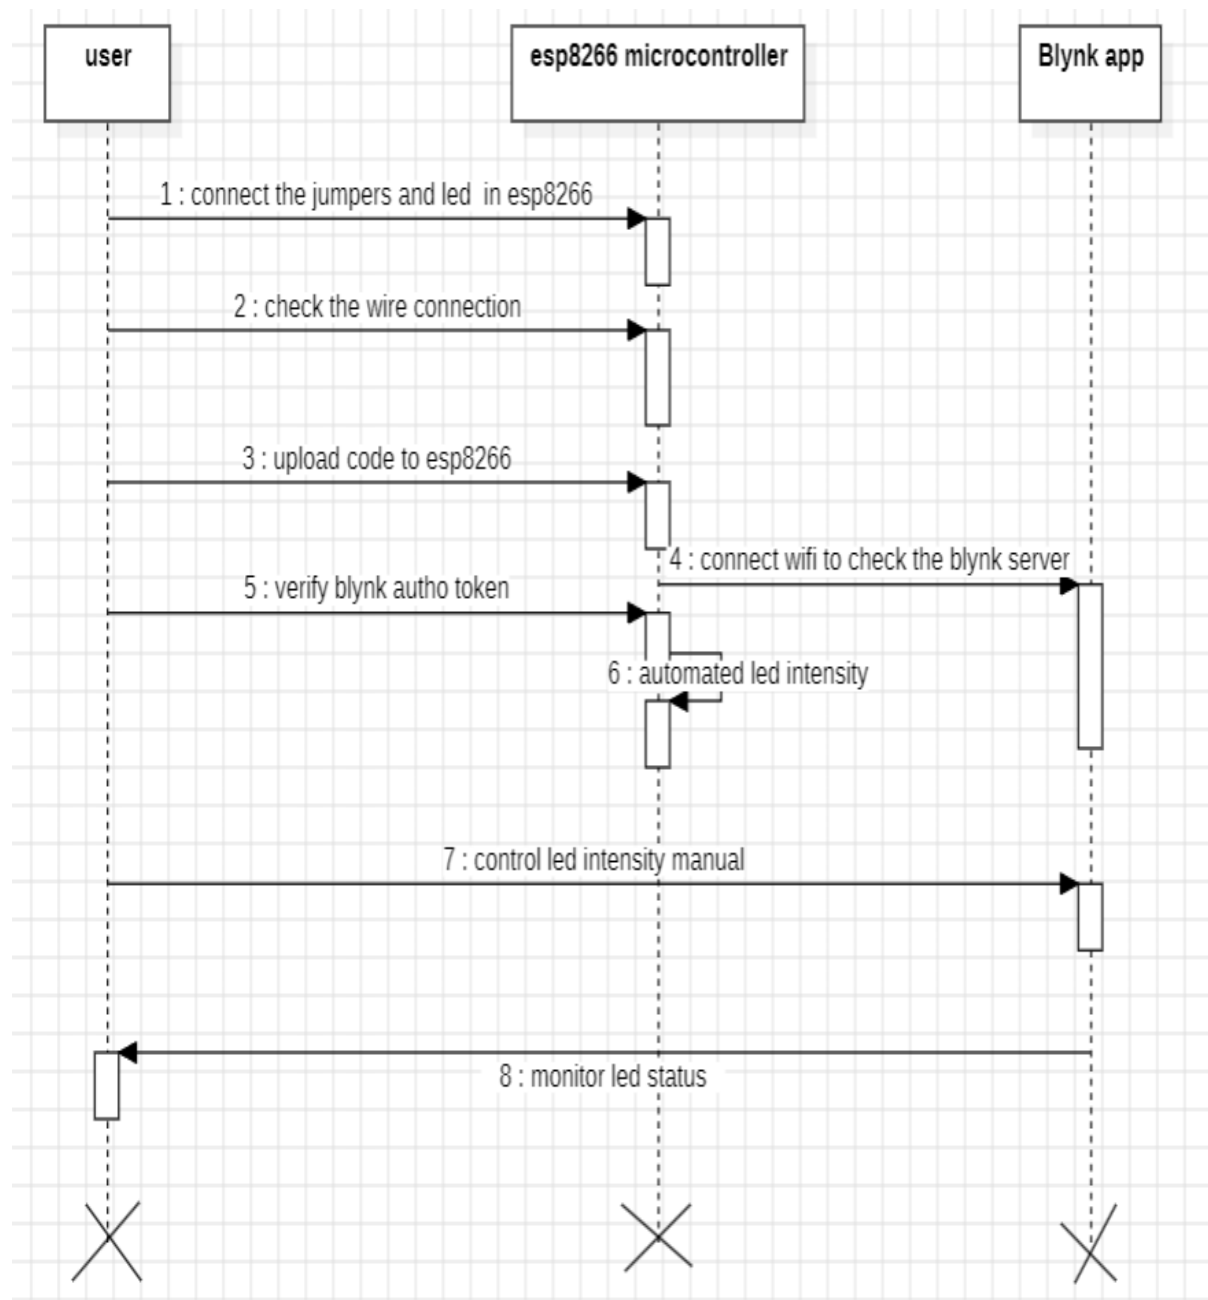 user
esp8266 microcontroller
Blynk app
1 : connect the jumpers and led  in esp8266
2 : check the wire connection
3 : upload code to esp8266
4 : connect wifi to check the blynk server
5 : verify blynk autho token
6 : automated led intensity
7 : control led intensity manual
8 : monitor led status